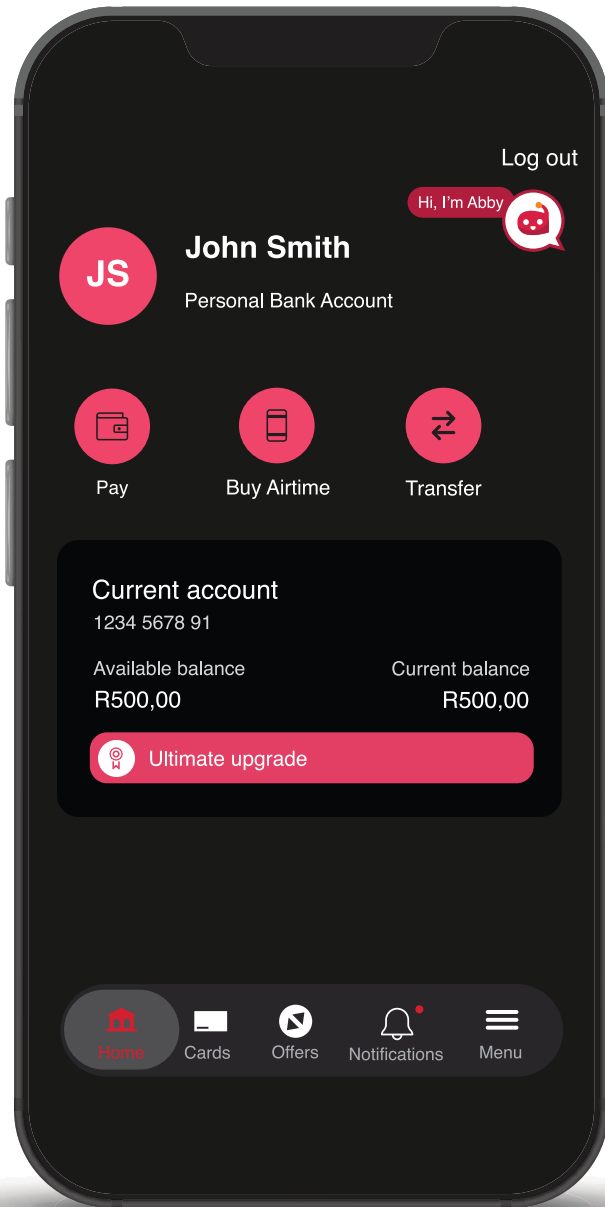 Log out
Hi, I'm Abby
JS
John Smith
Personal Bank Account
Pay
Buy Airtime
Transfer
Current account
1234 5678 91
Available balance
Current balance
R500,00
R500,00
Ultimate upgrade
Home
Cards
Offers
Notifications
Menu